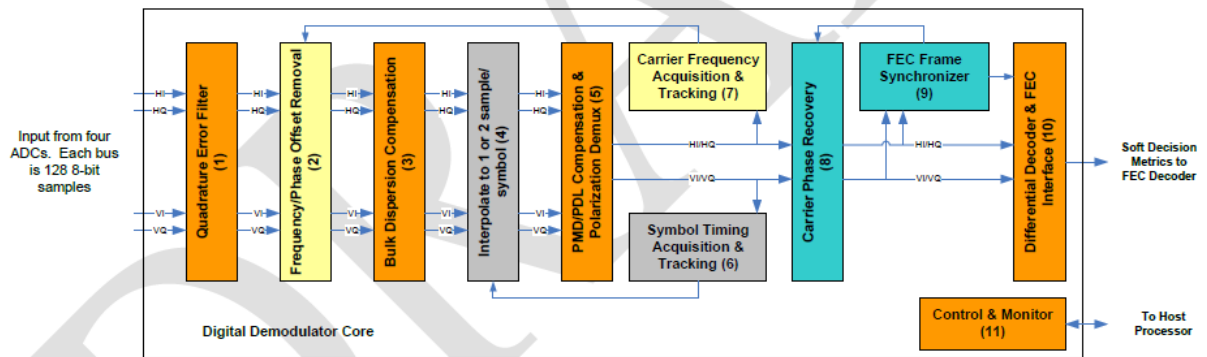 Input from four
ADCs. Each bus
is 128 8-bit
samples
HI
HQ
VI
VQ
Quadrature Error Filter
(1)
HI
HQ
VI
VQ
Frequency/Phase Offset Removal
(2)
HI
HQ
VI
VQ
Bulk Dispersion Compensation
(3)
HI
HQ
VI
VQ
Interpolate to 1 or 2 sample/
symbol (4)
HI
HQ
VI
VQ
PMD/PDL Compensation &
Polarization Demux (5)
Carrier Frequency
Acquisition &
Tracking (7)
HI/HQ
VI/VQ
Symbol Timing
Acquisition &
Tracking (6)
Carrier Phase Recovery
(8)
FEC Frame
Synchronizer
(9)
HI/HQ
VI/VQ
Differential Decoder & FEC
Interface (10)
Soft Decision
Metrics to
FEC Decoder
Control & Monitor
(11)
To Host
Processor
Digital Demodulator Core